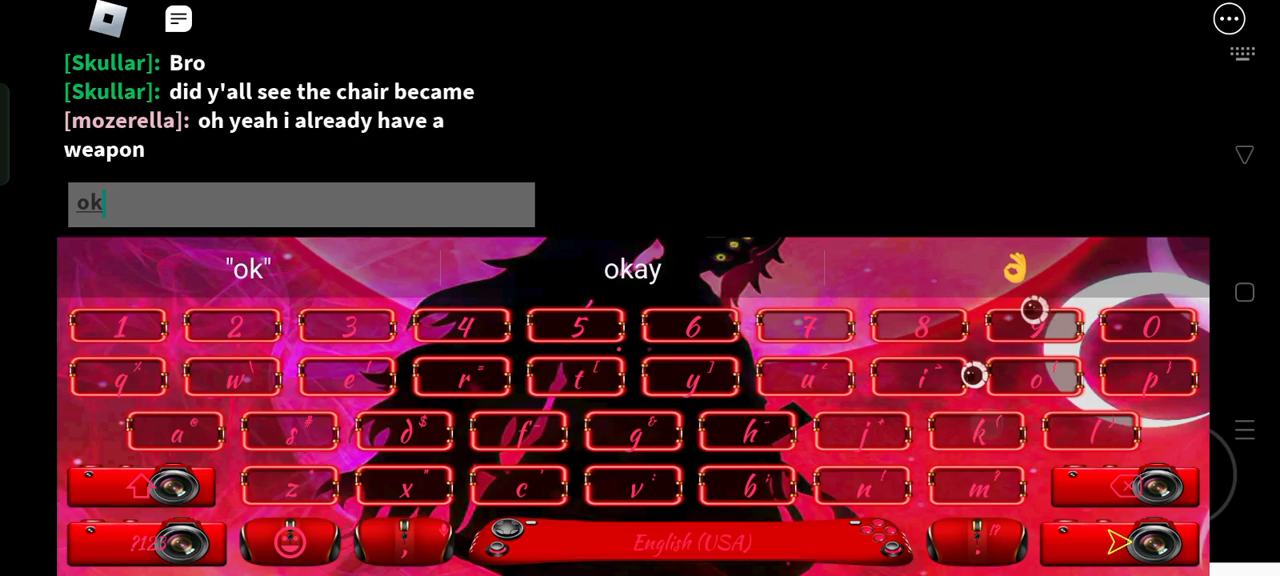 [Skullar]: Bro
[Skullar]: did y'all see the chair became
[mozerella]: oh yeah i already have a
weapon
ok
"ok" okay 👌
1 2 3 4 5 6 7 8 9 0
q w e r t y u i o p
a s d f g h j k l
z x c v b n m
?123 , English (USA) . !?